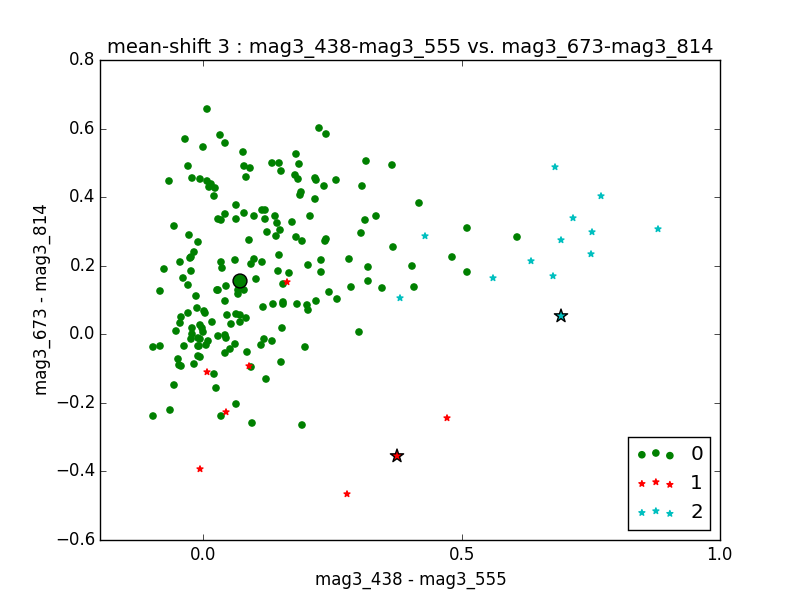 mean-shift 3 : mag3_438-mag3_555 vs. mag3_673-mag3_814
0.8
0.6
0.4
0.2
0.0
−0.2
−0.4
−0.6
mag3_673 - mag3_814
0
1
2
0.0 0.5 1.0
mag3_438 - mag3_555